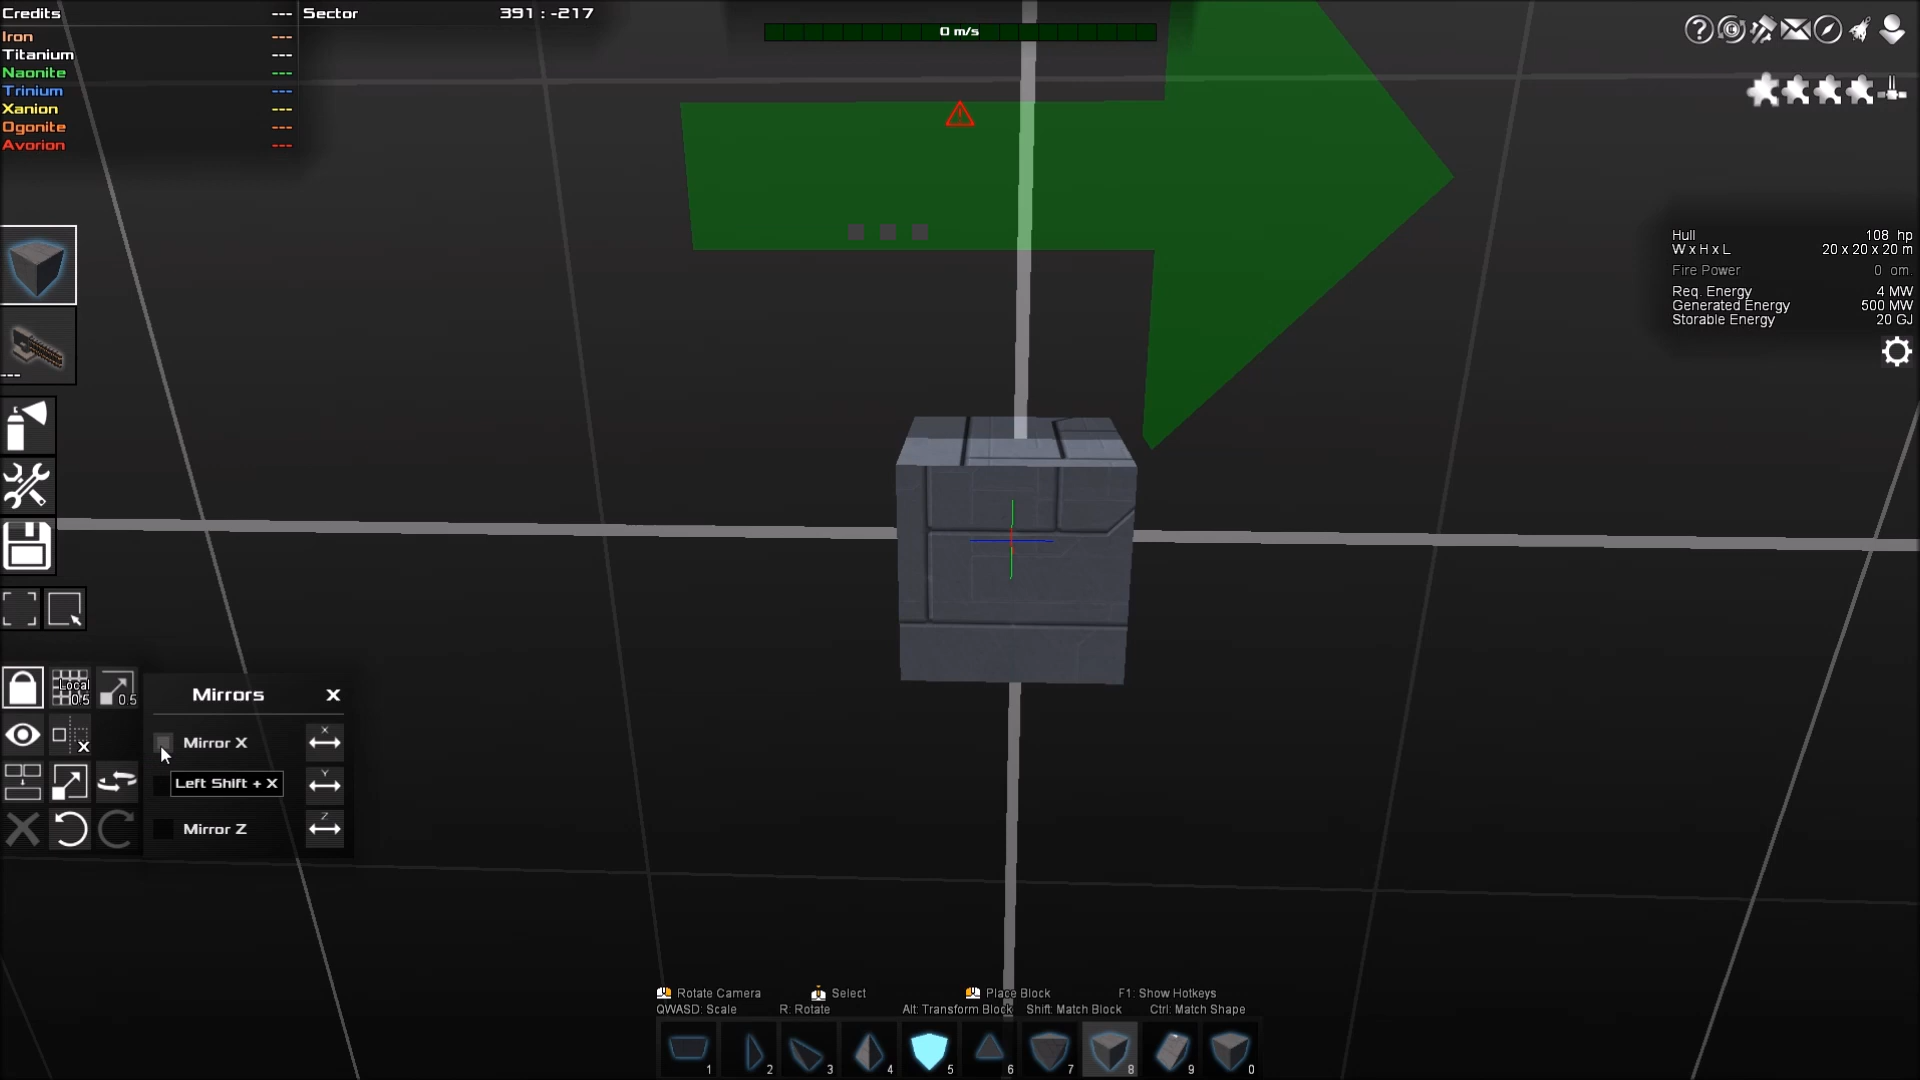 Credits ---
Sector 391 : -217
0 m/s
Iron ---
Titanium ---
Naonite ---
Trinium ---
Xanion ---
Ogonite ---
Avorion ---
Hull 108 hp
W x H x L 20 x 20 x 20 m
Fire Power 0 om.
Req. Energy 4 MW
Generated Energy 500 MW
Storable Energy 20 GJ
---
Local
0.5
0.5
X
Mirrors X
Mirror X X
Left Shift + X Y
Mirror Z Z
Rotate Camera Select Place Block F1: Show Hotkeys
QWASD: Scale R: Rotate Alt: Transform Block Shift: Match Block Ctrl: Match Shape
1 2 3 4 5 6 7 8 9 0